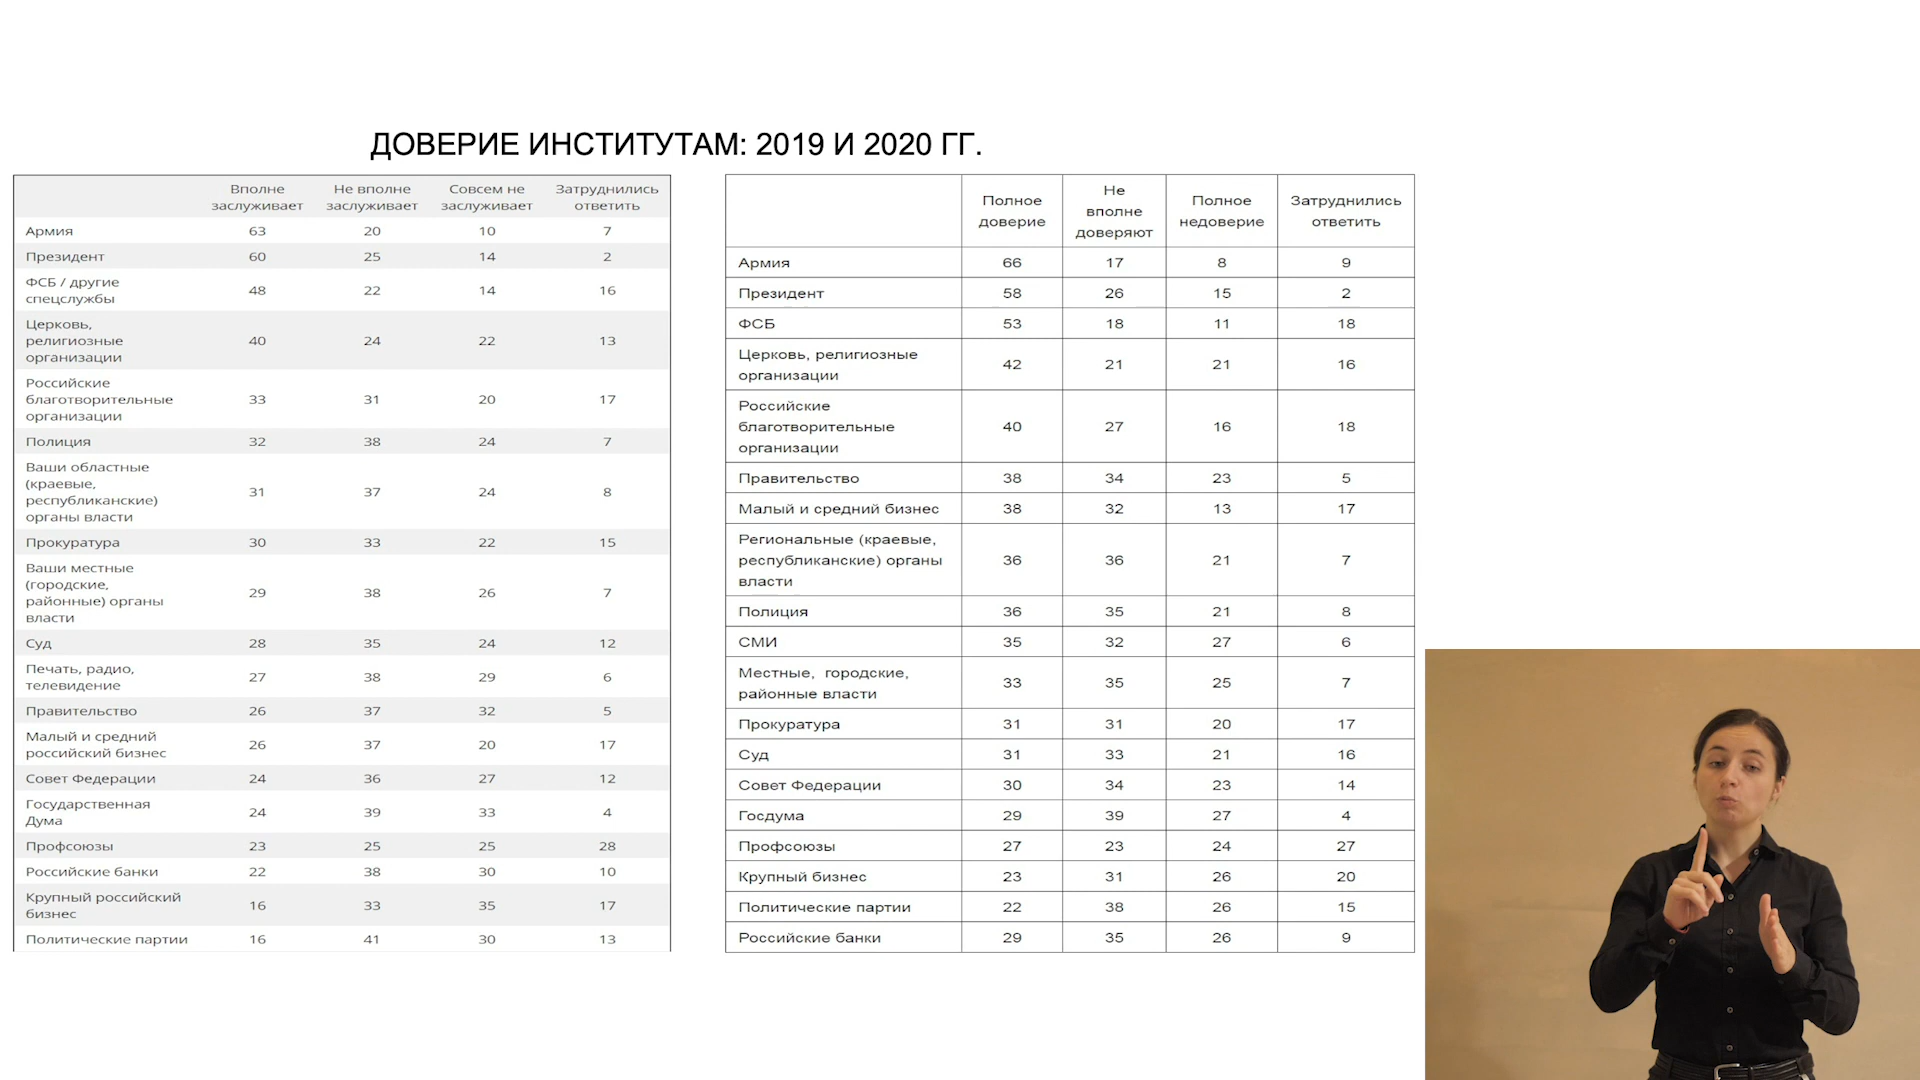 ДОВЕРИЕ ИНСТИТУТАМ: 2019 И 2020 ГГ.
Вполне заслуживает Не вполне заслуживает Совсем не заслуживает Затруднились ответить
Армия 63 20 10 7
Президент 60 25 14 2
ФСБ / другие спецслужбы 48 22 14 16
Церковь, религиозные организации 40 24 22 13
Российские благотворительные организации 33 31 20 17
Полиция 32 38 24 7
Ваши областные (краевые, республиканские) органы власти 31 37 24 8
Прокуратура 30 33 22 15
Ваши местные (городские, районные) органы власти 29 38 26 7
Суд 28 35 24 12
Печать, радио, телевидение 27 38 29 6
Правительство 26 37 32 5
Малый и средний российский бизнес 26 37 20 17
Совет Федерации 24 36 27 12
Государственная Дума 24 39 33 4
Профсоюзы 23 25 25 28
Российские банки 22 38 30 10
Крупный российский бизнес 16 33 35 17
Политические партии 16 41 30 13
Полное доверие Не вполне доверяют Полное недоверие Затруднились ответить
Армия 66 17 8 9
Президент 58 26 15 2
ФСБ 53 18 11 18
Церковь, религиозные организации 42 21 21 16
Российские благотворительные организации 40 27 16 18
Правительство 38 34 23 5
Малый и средний бизнес 38 32 13 17
Региональные (краевые, республиканские) органы власти 36 36 21 7
Полиция 36 35 21 8
СМИ 35 32 27 6
Местные, городские, районные власти 33 35 25 7
Прокуратура 31 31 20 17
Суд 31 33 21 16
Совет Федерации 30 34 23 14
Госдума 29 39 27 4
Профсоюзы 27 23 24 27
Крупный бизнес 23 31 26 20
Политические партии 22 38 26 15
Российские банки 29 35 26 9